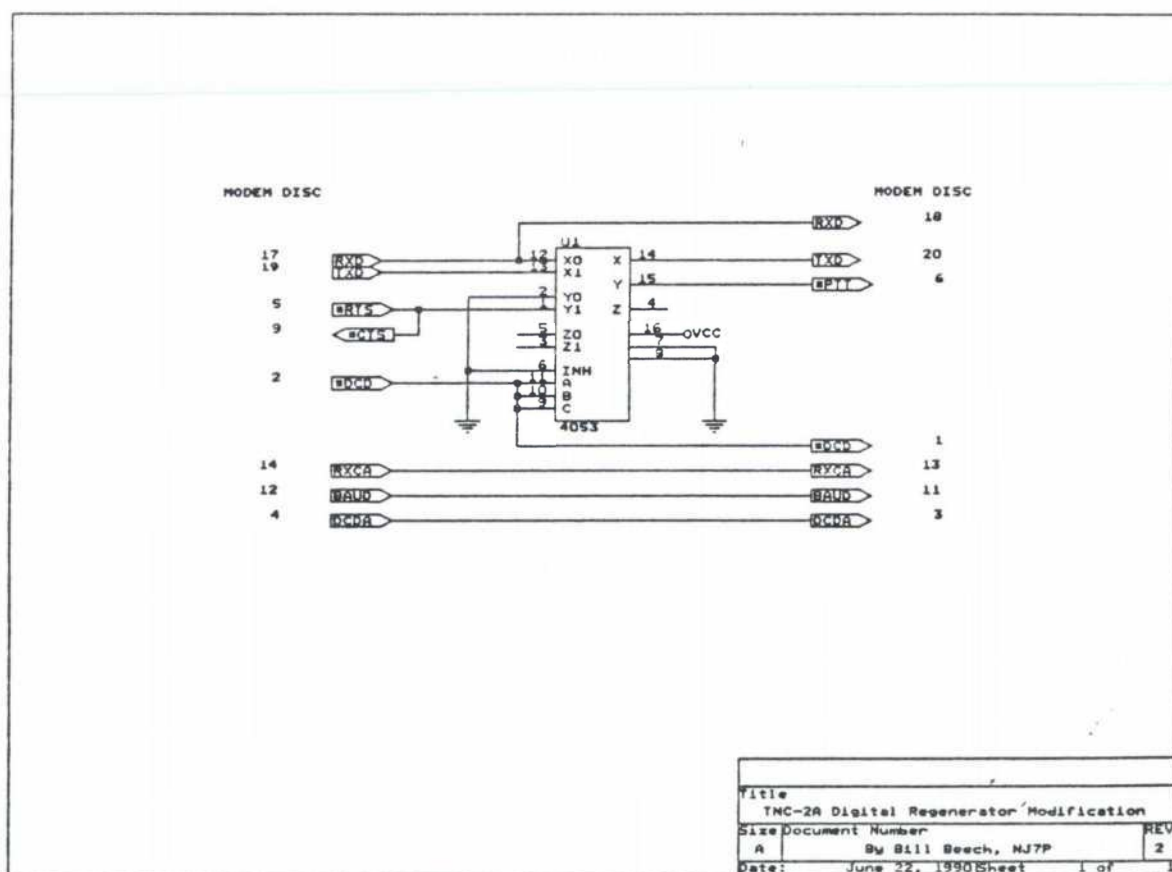 MODEM DISC
MODEM DISC
RXD 18
U1
17 RXD 12 X0 X 14 TXD 20
19 TXD 13 X1
Y 15 *PTT 6
2 Y0
5 *RTS 1 Y1 Z 4
9 *CTS
5 Z0 16 VCC
3 Z1 7
6 INH
2 *DCD 11 A
10 B
9 C
4053
*DCD 1
14 RXCA RXCA 13
12 BAUD BAUD 11
4 DCDA DCDA 3
Title
TNC-2A Digital Regenerator Modification
Size Document Number REV
A By Bill Beech, NJ7P 2
Date: June 22, 1990 Sheet 1 of